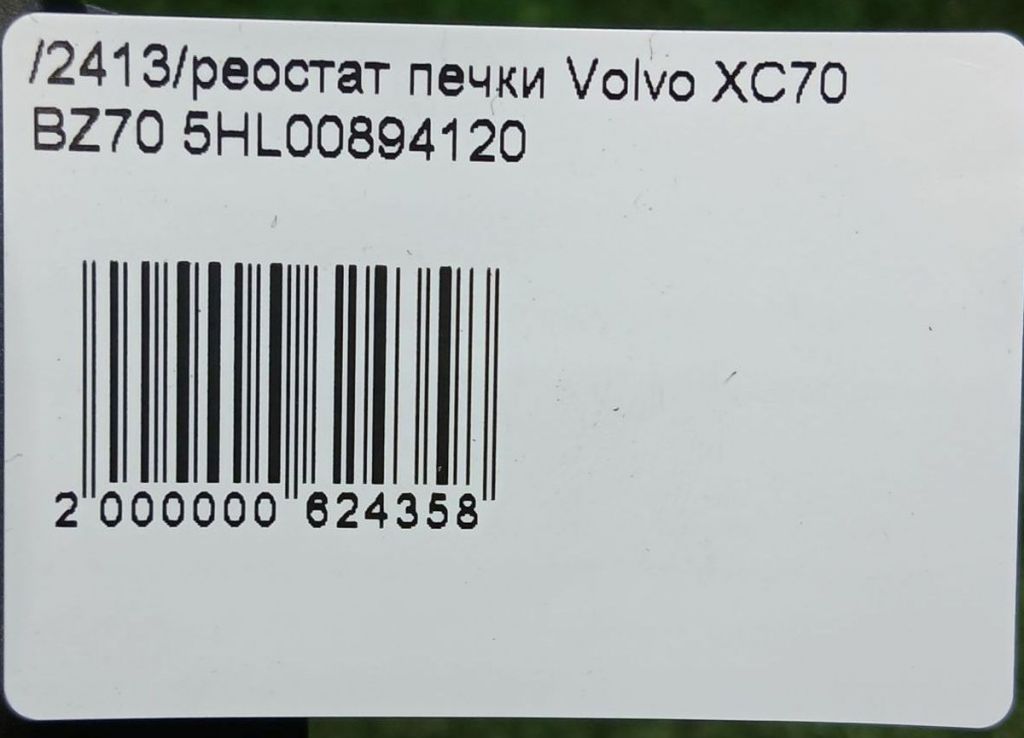 /2413/реостат печки Volvo XC70
BZ70 5HL00894120
2 000000 624358